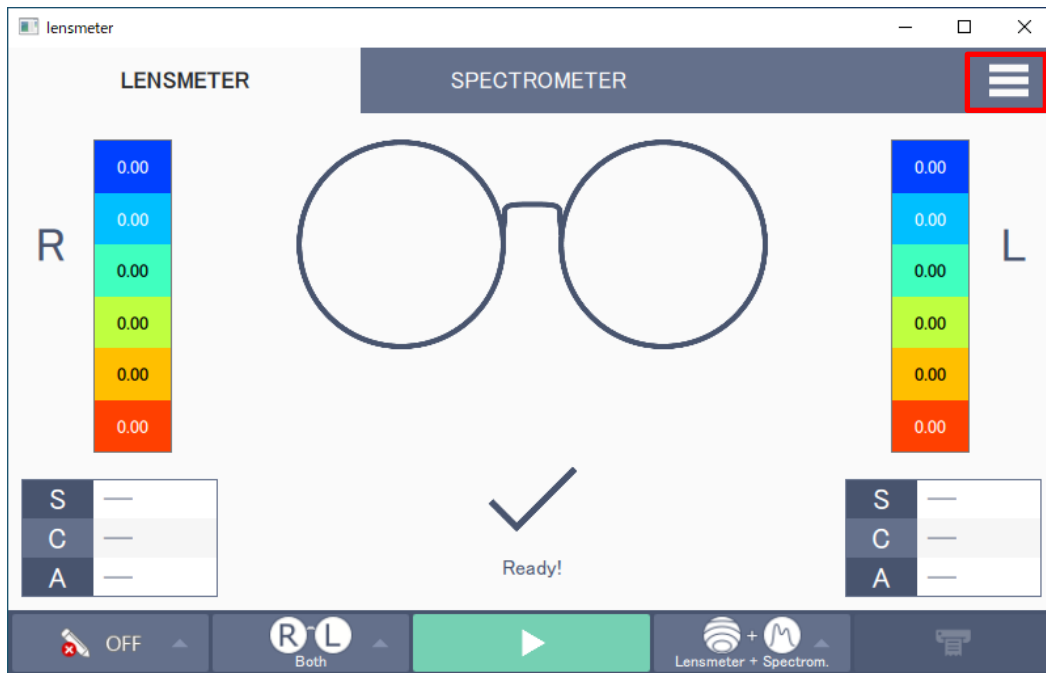 lensmeter
LENSMETER SPECTROMETER
0.00 0.00
0.00 0.00
R 0.00 0.00 L
0.00 0.00
0.00 0.00
0.00 0.00
S — S —
C — C —
A — Ready! A —
OFF R-L Both + Lensmeter + Spectrom.